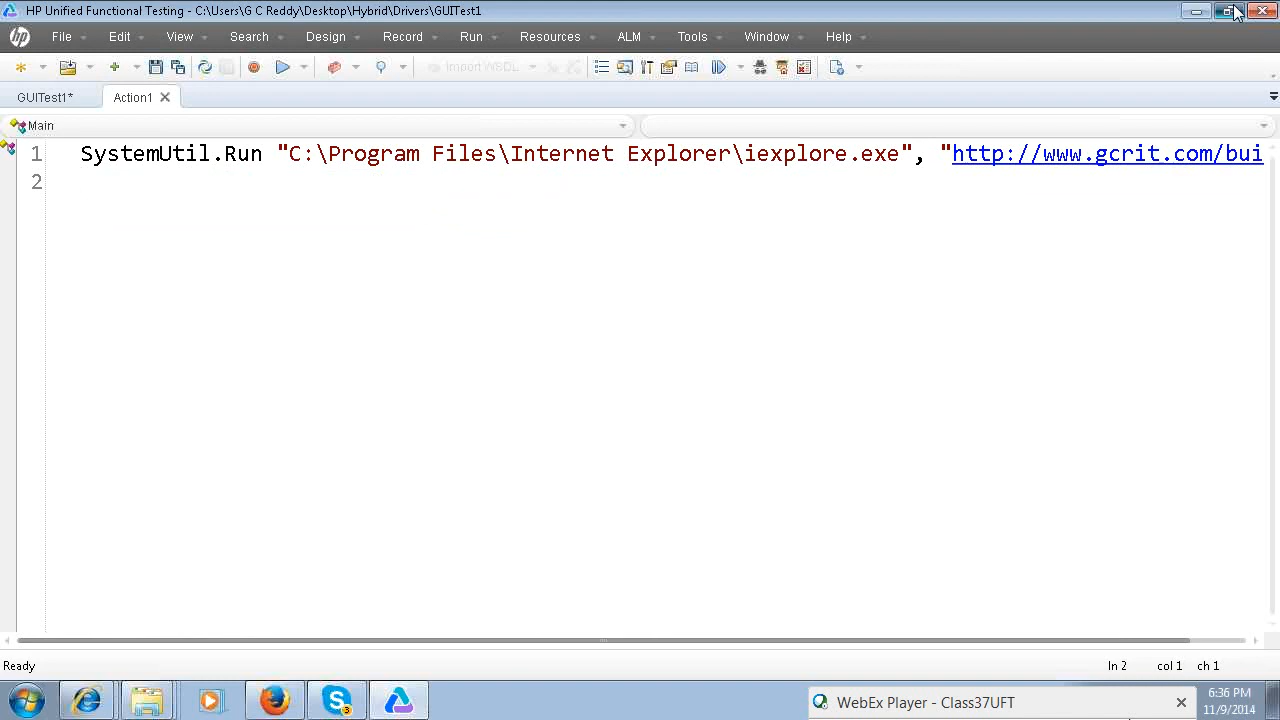 HP Unified Functional Testing - C:\Users\G C Reddy\Desktop\Hybrid\Drivers\GUITest1
hp File Edit View Search Design Record Run Resources ALM Tools Window Help
Import WSDL
GUITest1* Action1
Main
1 SystemUtil.Run "C:\Program Files\Internet Explorer\iexplore.exe", "http://www.gcrit.com/bui
2
Ready ln 2 col 1 ch 1
3 WebEx Player - Class37UFT 6:36 PM
11/9/2014